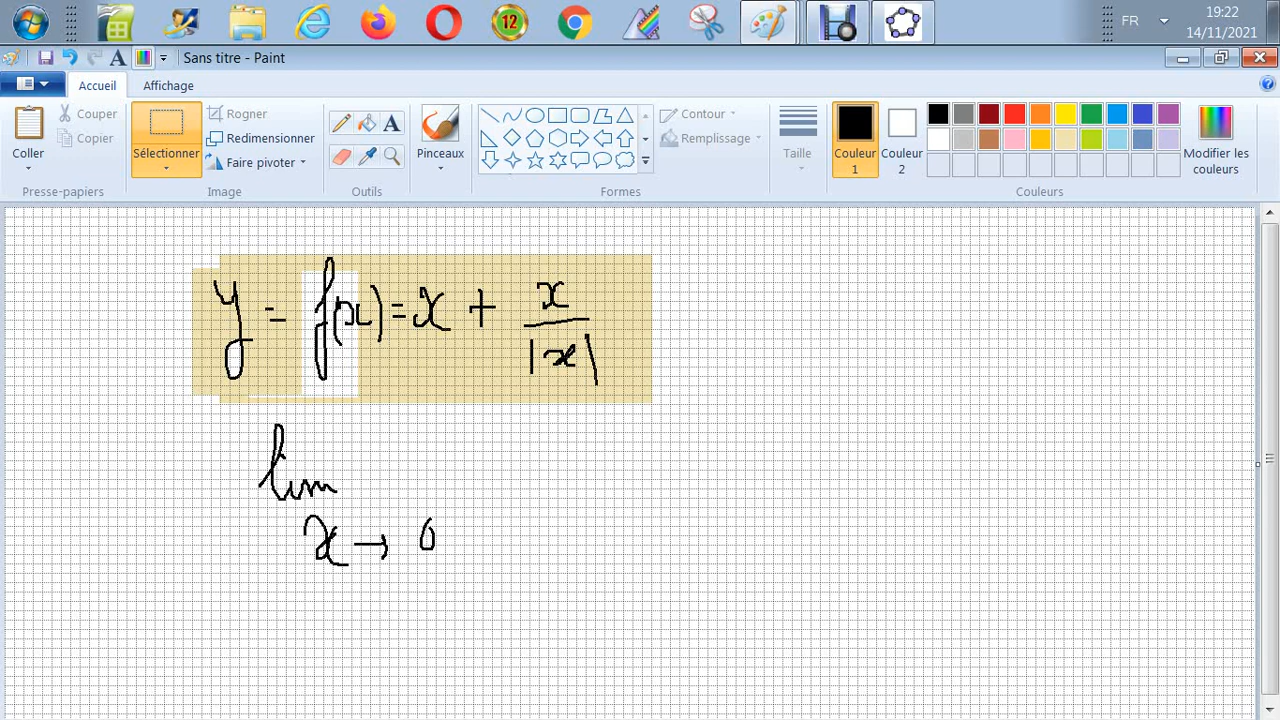 12
FR
19:22
14/11/2021
Sans titre - Paint
Accueil
Affichage
Coller
Couper
Copier
Presse-papiers
Sélectionner
Rogner
Redimensionner
Faire pivoter
Image
A
Outils
Pinceaux
Contour
Remplissage
Formes
Taille
Couleur
1
Couleur
2
Modifier les
couleurs
Couleurs
y = f(x) = x + x
|x|
lim
x → 0